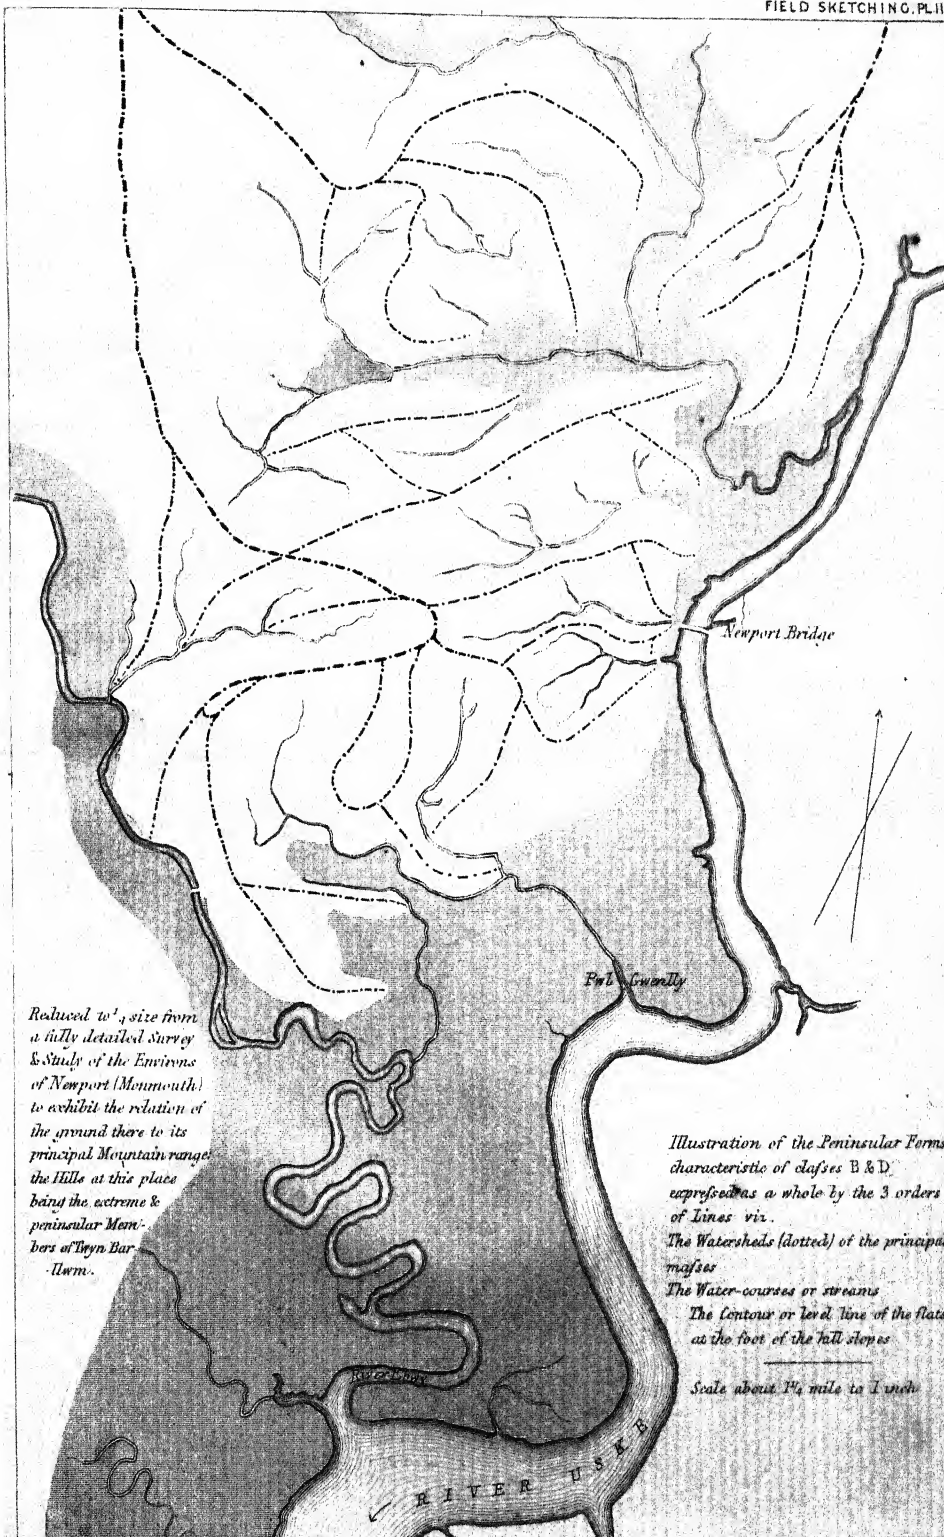 FIELD SKETCHING. PL II
Newport Bridge
Pwl Gwenlly
Reduced to ¼ size from
a fully detailed Survey
& Study of the Environs
of Newport (Monmouth)
to exhibit the relation of
the ground there to its
principal Mountain range
the Hills at this place
being the extreme &
peninsular Mem-
bers of Twyn Bar
-llwm.
Illustration of the Peninsular Forms
characteristic of classes B & D
expressed as a whole by the 3 orders
of Lines viz.
The Watersheds (dotted) of the principal
masses
The Water-courses or streams
The Contour or level line of the flats
at the foot of the hill slopes
Scale about 1¼ mile to 1 inch
River
RIVER USKE